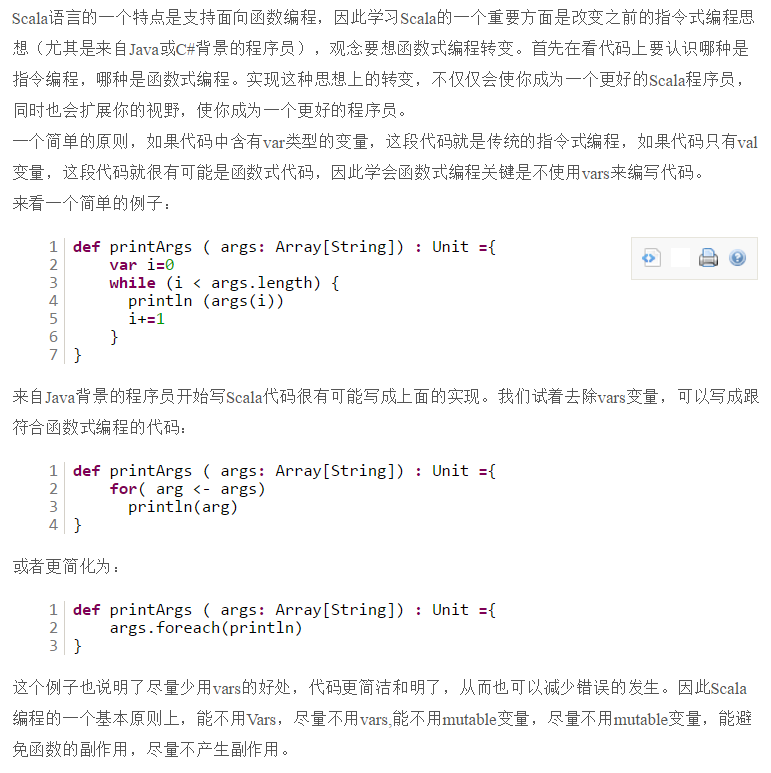 Scala语言的一个特点是支持面向函数编程，因此学习Scala的一个重要方面是改变之前的指令式编程思
想（尤其是来自Java或C#背景的程序员），观念要想函数式编程转变。首先在看代码上要认识哪种是
指令编程，哪种是函数式编程。实现这种思想上的转变，不仅仅会使你成为一个更好的Scala程序员，
同时也会扩展你的视野，使你成为一个更好的程序员。
一个简单的原则，如果代码中含有var类型的变量，这段代码就是传统的指令式编程，如果代码只有val
变量，这段代码就很有可能是函数式代码，因此学会函数式编程关键是不使用vars来编写代码。
来看一个简单的例子：
1 def printArgs ( args: Array[String]) : Unit ={
2     var i=0
3     while (i < args.length) {
4       println (args(i))
5       i+=1
6     }
7 }
来自Java背景的程序员开始写Scala代码很有可能写成上面的实现。我们试着去除vars变量，可以写成跟
符合函数式编程的代码：
1 def printArgs ( args: Array[String]) : Unit ={
2     for( arg <- args)
3       println(arg)
4 }
或者更简化为：
1 def printArgs ( args: Array[String]) : Unit ={
2     args.foreach(println)
3 }
这个例子也说明了尽量少用vars的好处，代码更简洁和明了，从而也可以减少错误的发生。因此Scala
编程的一个基本原则上，能不用Vars，尽量不用vars,能不用mutable变量，尽量不用mutable变量，能避
免函数的副作用，尽量不产生副作用。